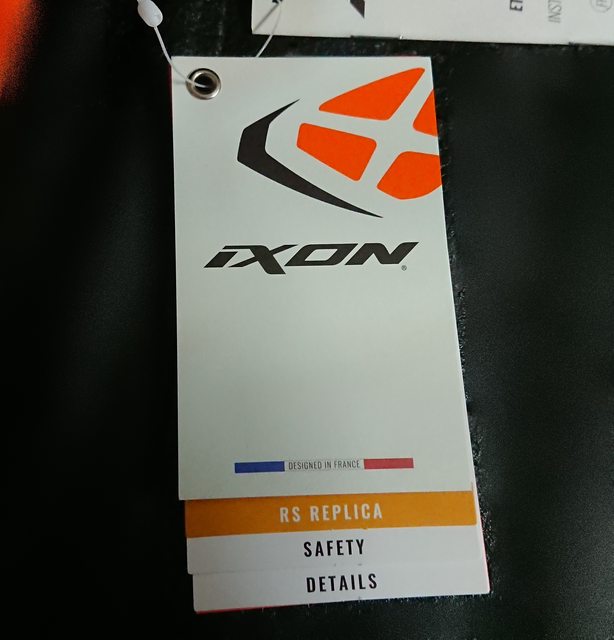 iXON
®
DESIGNED IN FRANCE
RS REPLICA
SAFETY
DETAILS